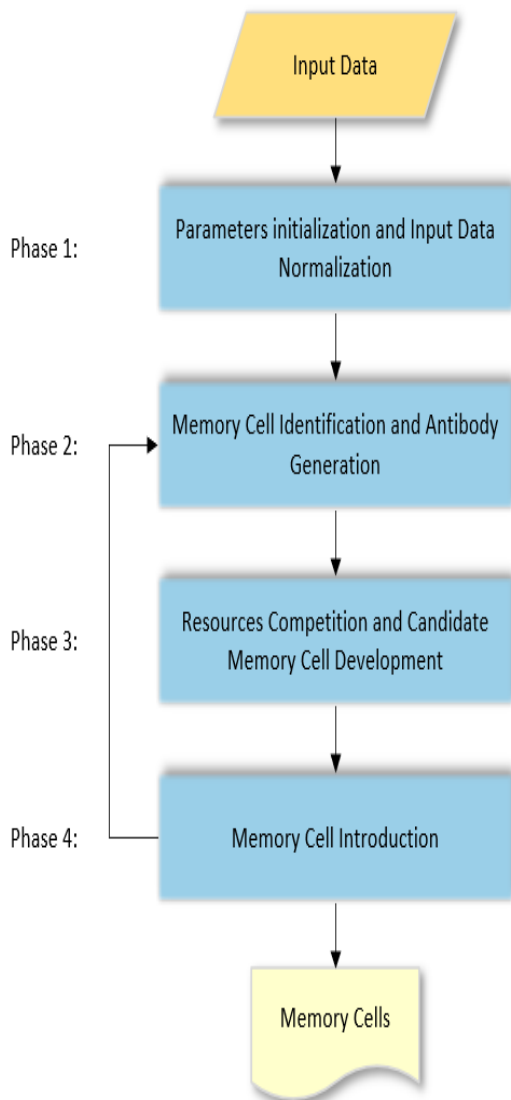 Input Data
Phase 1:
Parameters initialization and Input Data
Normalization
Phase 2:
Memory Cell Identification and Antibody
Generation
Phase 3:
Resources Competition and Candidate
Memory Cell Development
Phase 4:
Memory Cell Introduction
Memory Cells